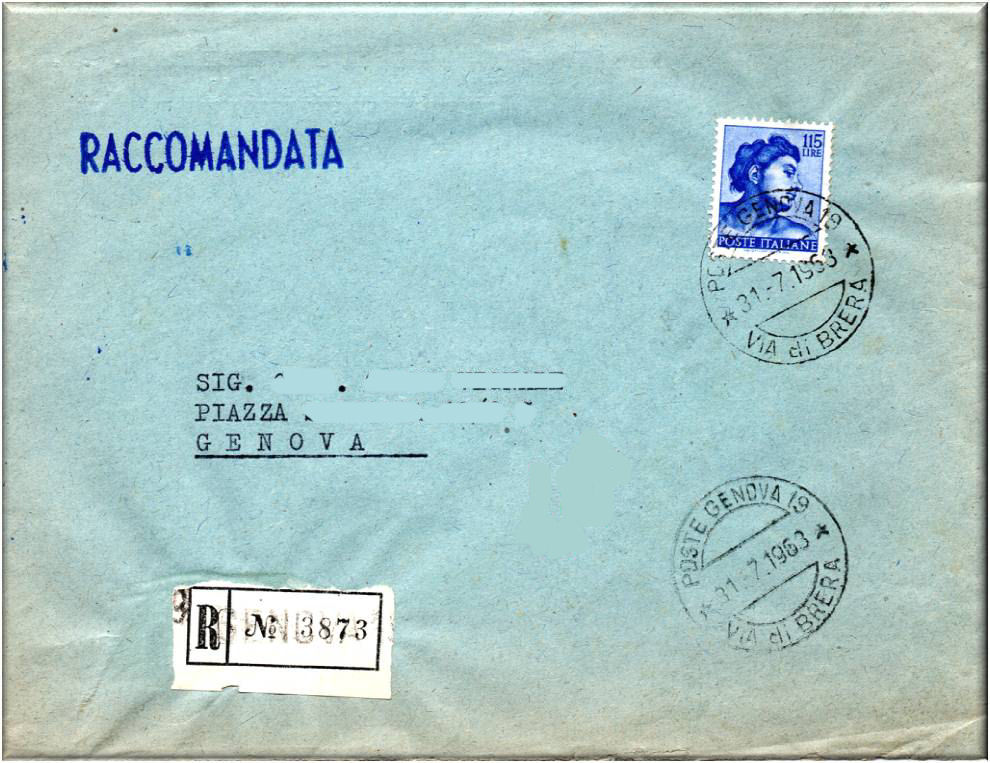 RACCOMANDATA
115
LIRE
POSTE ITALIANE
POSTE GENOVA 19
31.-7.1963
VIA di BRERA
SIG.
PIAZZA
GENOVA
POSTE GENOVA 19
31.-7.1963
VIA di BRERA
R No 3873